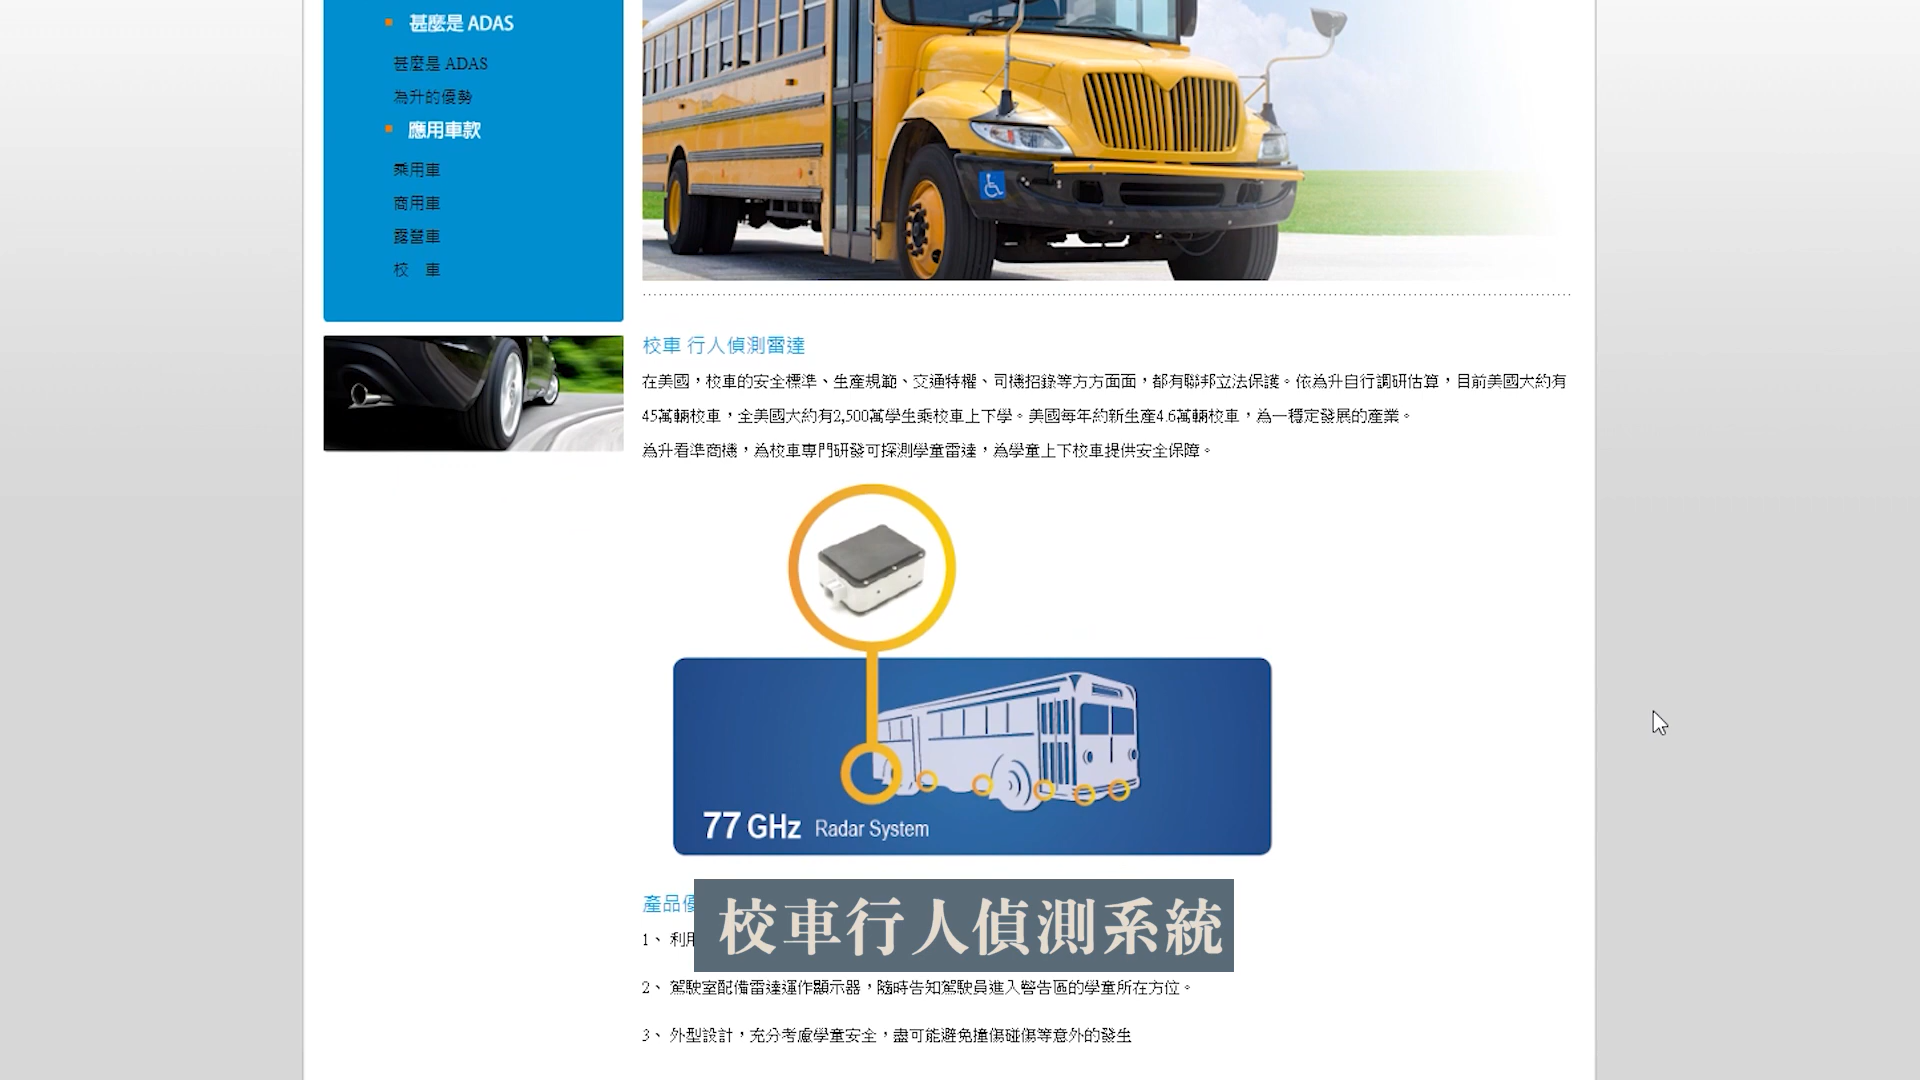 甚麼是 ADAS
甚麼是 ADAS
為升的優勢
應用車款
乘用車
商用車
露營車
校 車
校車 行人偵測雷達
在美國，校車的安全標準、生產規範、交通特權、司機招錄等方方面面，都有聯邦立法保護。依為升自行調研估算，目前美國大約有
45萬輛校車，全美國大約有2,500萬學生乘校車上下學。美國每年約新生產4.6萬輛校車，為一穩定發展的產業。
為升看準商機，為校車專門研發可探測學童雷達，為學童上下校車提供安全保障。
77 GHz Radar System
產品優
校車行人偵測系統
1、 利用
2、 駕駛室配備雷達運作顯示器，隨時告知駕駛員進入警告區的學童所在方位。
3、 外型設計，充分考慮學童安全，盡可能避免撞傷碰傷等意外的發生